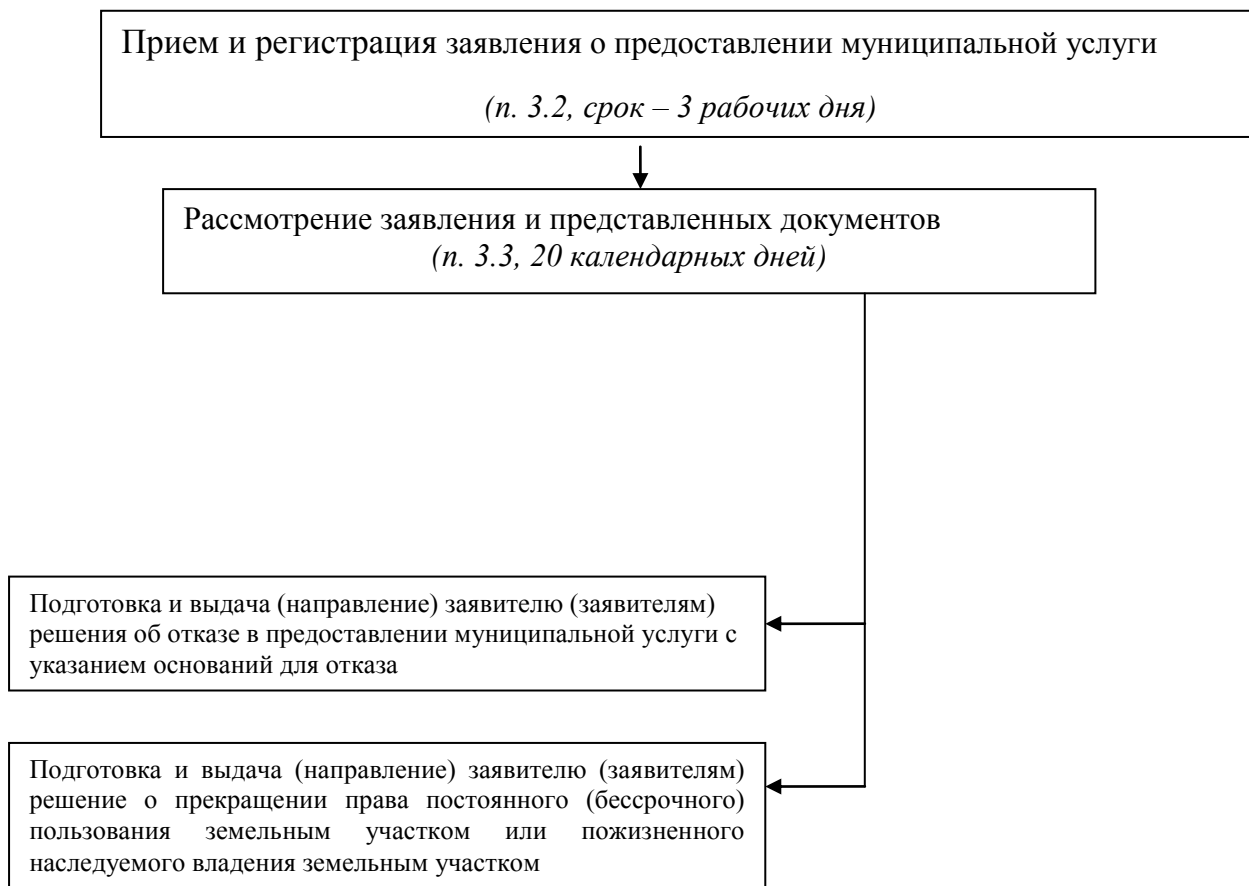 Прием и регистрация заявления о предоставлении муниципальной услуги
(п. 3.2, срок – 3 рабочих дня)
Рассмотрение заявления и представленных документов
(п. 3.3, 20 календарных дней)
Подготовка и выдача (направление) заявителю (заявителям)
решения об отказе в предоставлении муниципальной услуги с
указанием оснований для отказа
Подготовка и выдача (направление) заявителю (заявителям)
решение о прекращении права постоянного (бессрочного)
пользования земельным участком или пожизненного
наследуемого владения земельным участком